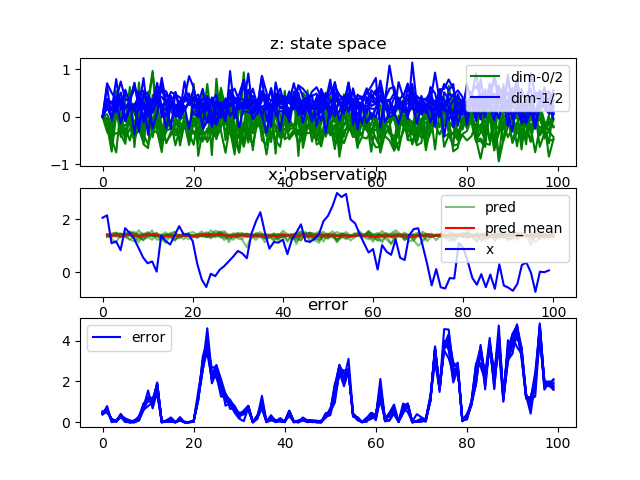 z: state space
1
0
−1
dim-0/2
dim-1/2
0 20 40 60 80 100
x: observation
2
0
pred
pred_mean
x
0 20 40 60 80 100
error
4
2
0
error
0 20 40 60 80 100